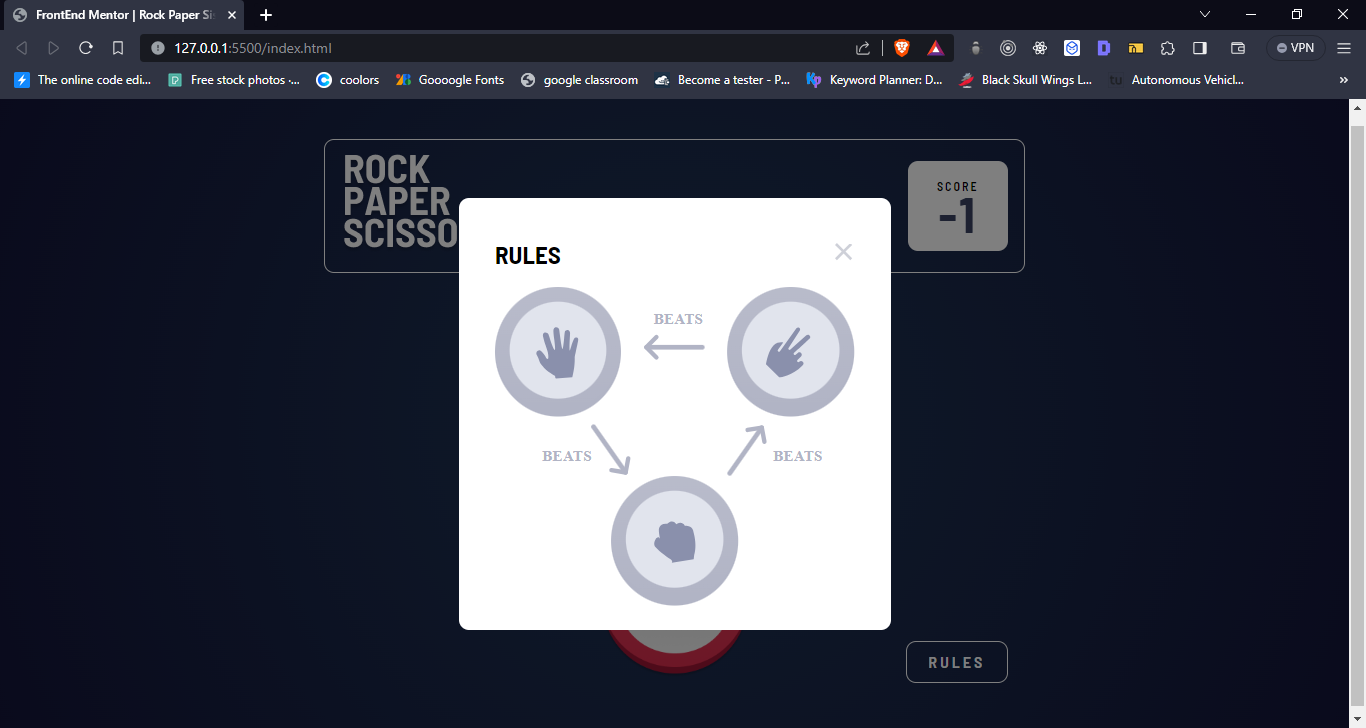 FrontEnd Mentor | Rock Paper Sis
127.0.0.1:5500/index.html
VPN
The online code edi... Free stock photos ·... coolors Goooogle Fonts google classroom Become a tester - P... Keyword Planner: D... Black Skull Wings L... Autonomous Vehicl...
ROCK
PAPER
SCISSO
SCORE
-1
RULES
BEATS
BEATS BEATS
RULES